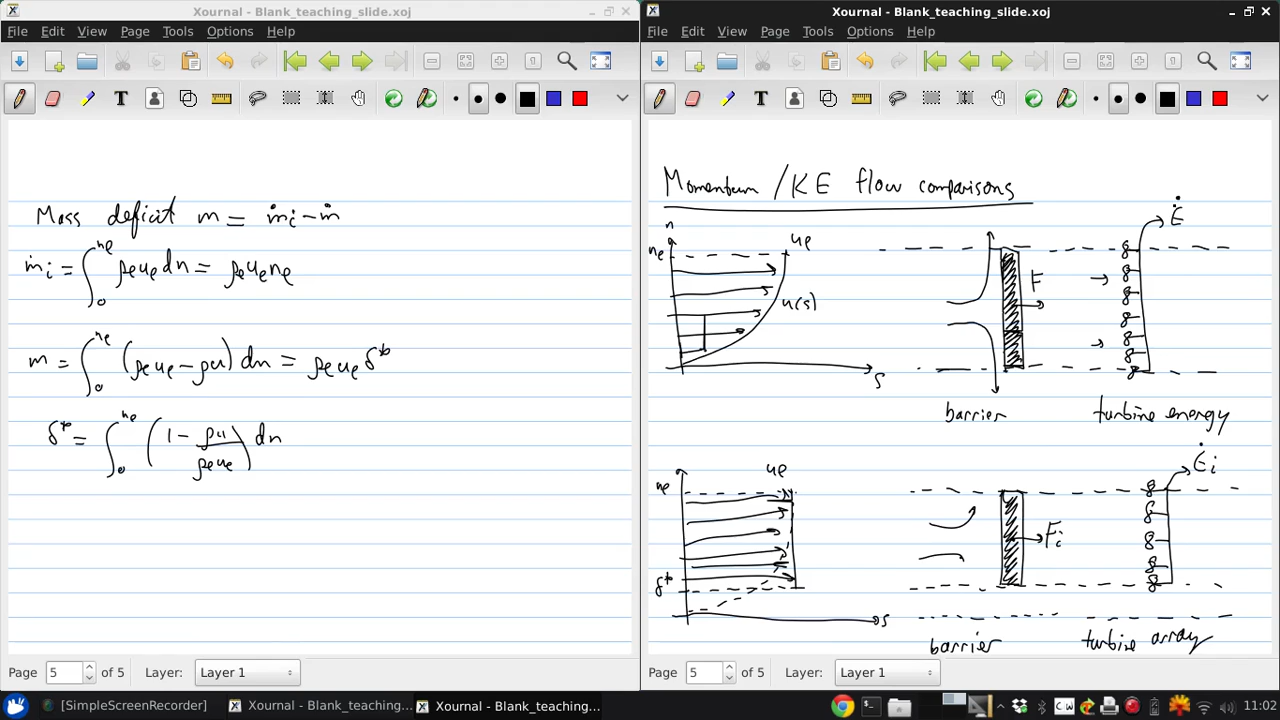 Xournal - Blank_teaching_slide.xoj
File Edit View Page Tools Options Help
Mass deficit m = ṁi - ṁ
ṁi = ∫₀^ne ρeue dn = ρeuene
m = ∫₀^ne (ρeue - ρu) dn = ρeue δ*
δ* = ∫₀^ne (1 - ρu/ρeue) dn
Page 5 of 5 Layer: Layer 1
Xournal - Blank_teaching_slide.xoj
File Edit View Page Tools Options Help
Momentum / KE flow comparisons
n
ne
ue
u(s)
s
F
barrier
Ė
turbine energy
ne
ue
δ*
s
Fi
barrier
Ėi
turbine array
Page 5 of 5 Layer: Layer 1
[SimpleScreenRecorder] Xournal - Blank_teaching... Xournal - Blank_teaching... 11:02